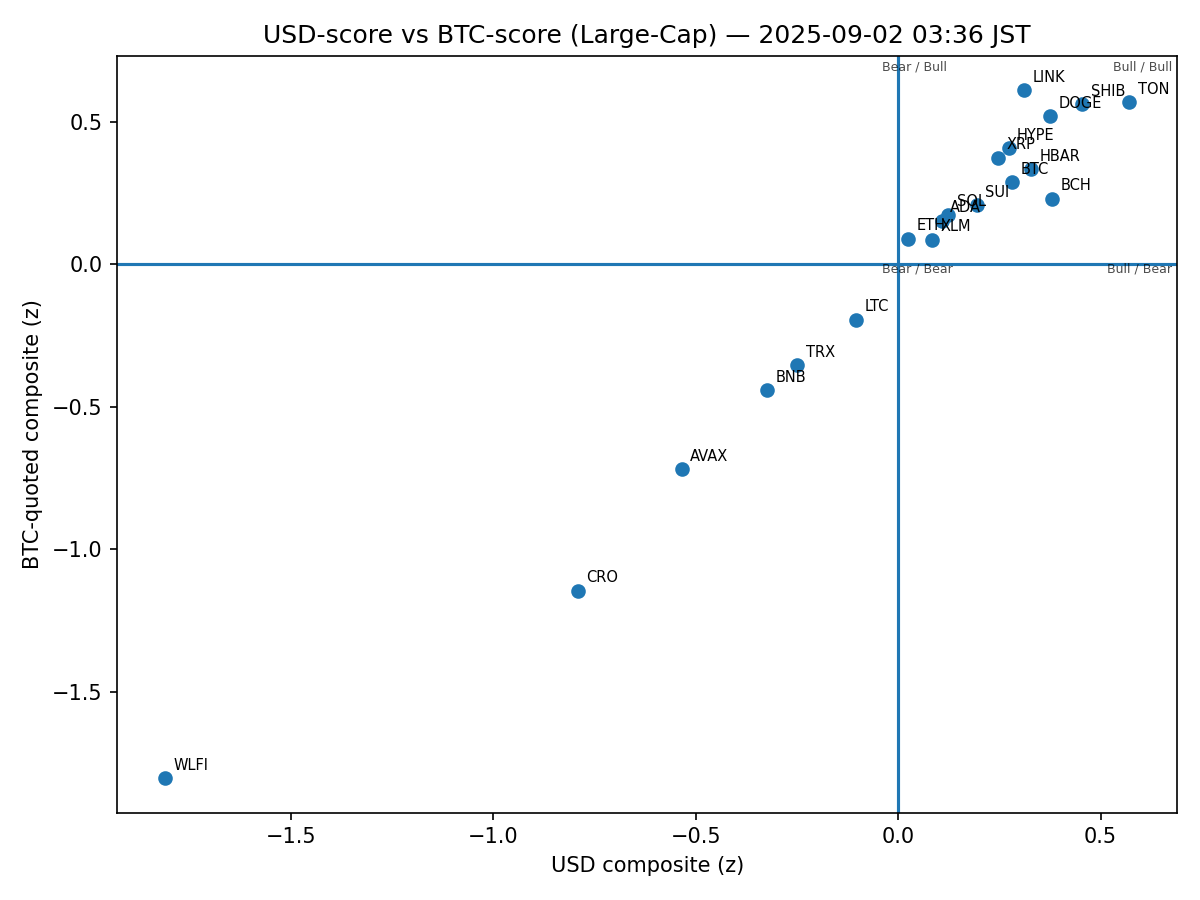 USD-score vs BTC-score (Large-Cap) — 2025-09-02 03:36 JST
Bear / Bull
Bull / Bull
LINK
TON
SHIB
DOGE
HYPE
XRP
HBAR
BTC
BCH
SUI
SOL
ADA
ETH
XLM
Bear / Bear
Bull / Bear
LTC
TRX
BNB
AVAX
CRO
WLFI
0.5
0.0
−0.5
−1.0
−1.5
BTC-quoted composite (z)
−1.5
−1.0
−0.5
0.0
0.5
USD composite (z)